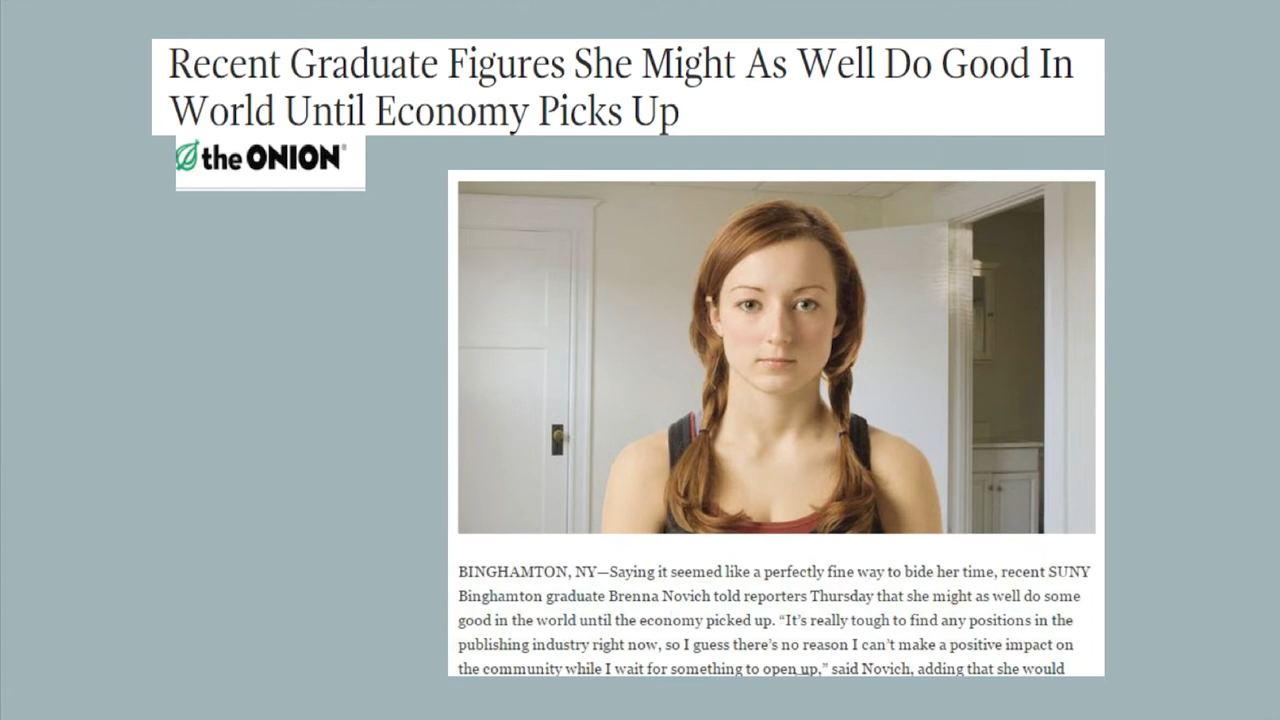 Recent Graduate Figures She Might As Well Do Good In
World Until Economy Picks Up
the ONION®
BINGHAMTON, NY—Saying it seemed like a perfectly fine way to bide her time, recent SUNY
Binghamton graduate Brenna Novich told reporters Thursday that she might as well do some
good in the world until the economy picked up. “It’s really tough to find any positions in the
publishing industry right now, so I guess there’s no reason I can’t make a positive impact on
the community while I wait for something to open up,” said Novich, adding that she would